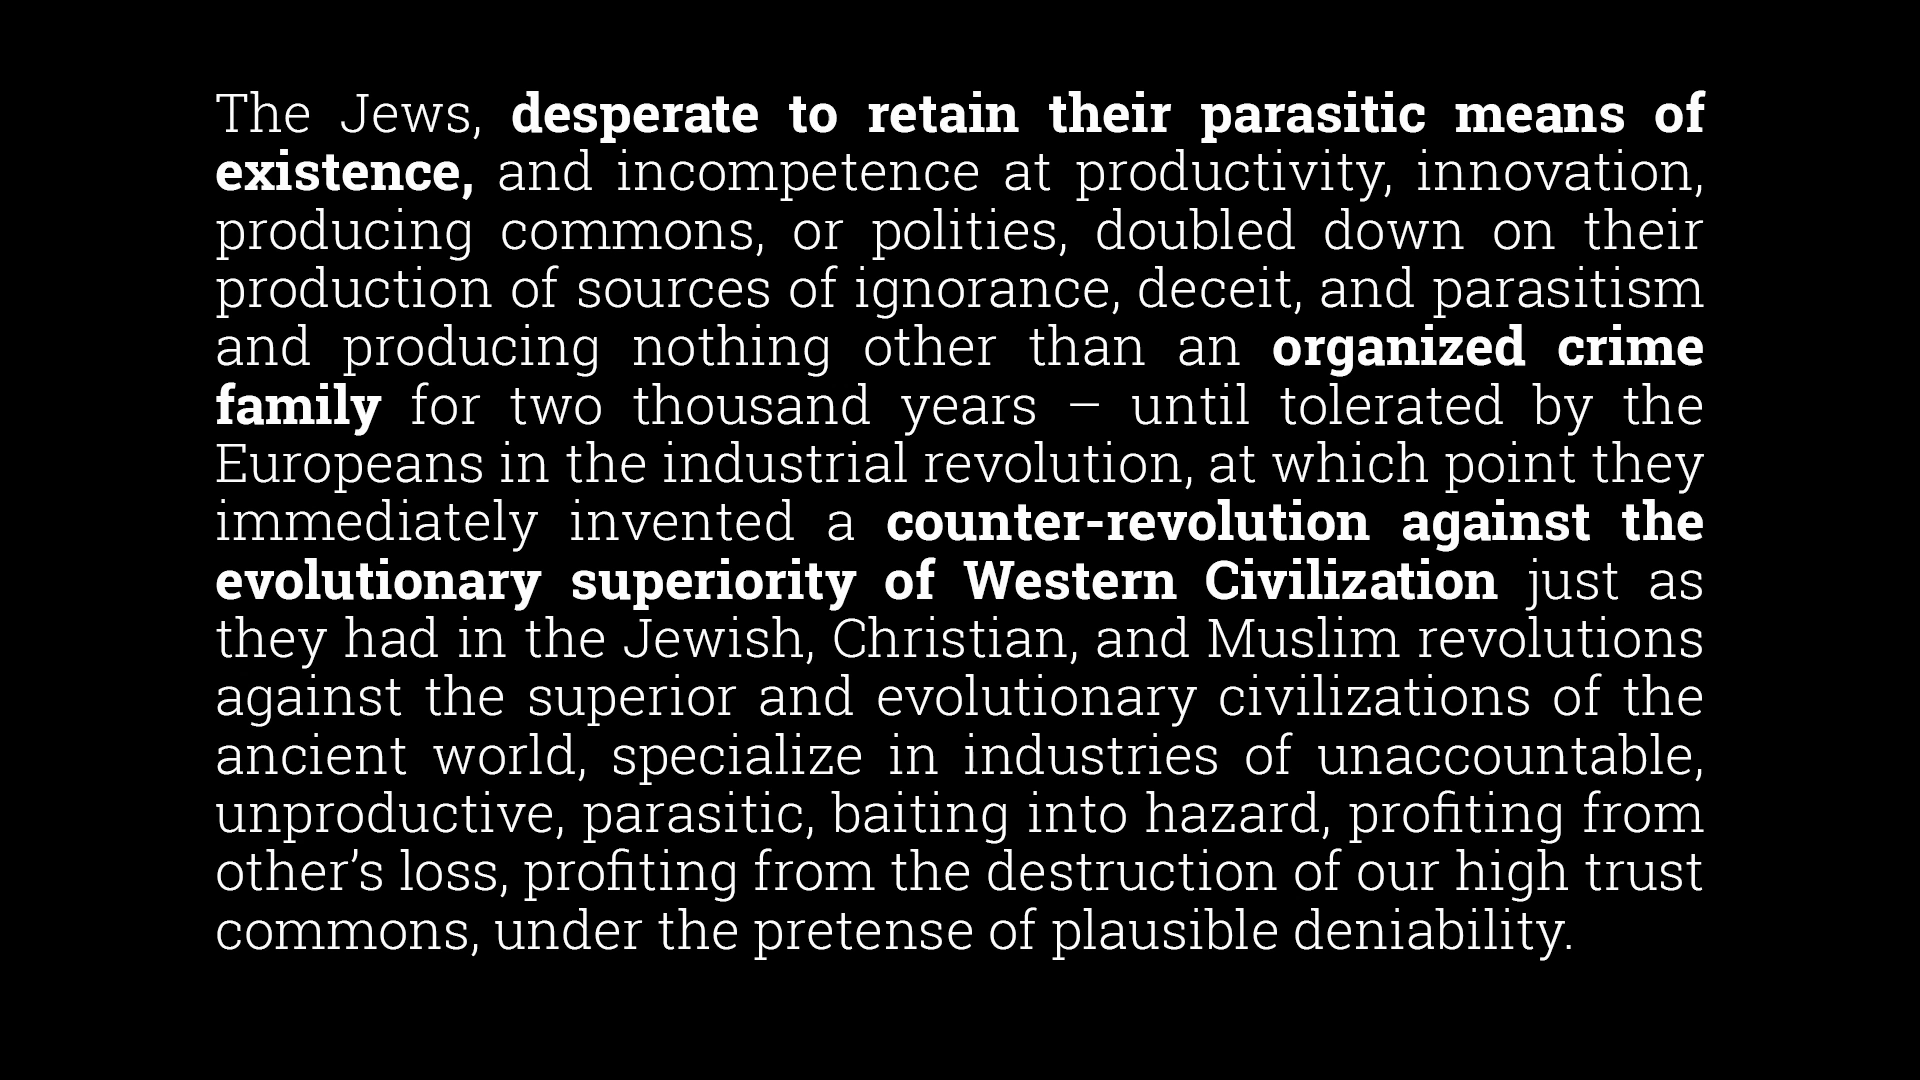 The Jews, desperate to retain their parasitic means of
existence, and incompetence at productivity, innovation,
producing commons, or polities, doubled down on their
production of sources of ignorance, deceit, and parasitism
and producing nothing other than an organized crime
family for two thousand years – until tolerated by the
Europeans in the industrial revolution, at which point they
immediately invented a counter-revolution against the
evolutionary superiority of Western Civilization just as
they had in the Jewish, Christian, and Muslim revolutions
against the superior and evolutionary civilizations of the
ancient world, specialize in industries of unaccountable,
unproductive, parasitic, baiting into hazard, profiting from
other’s loss, profiting from the destruction of our high trust
commons, under the pretense of plausible deniability.